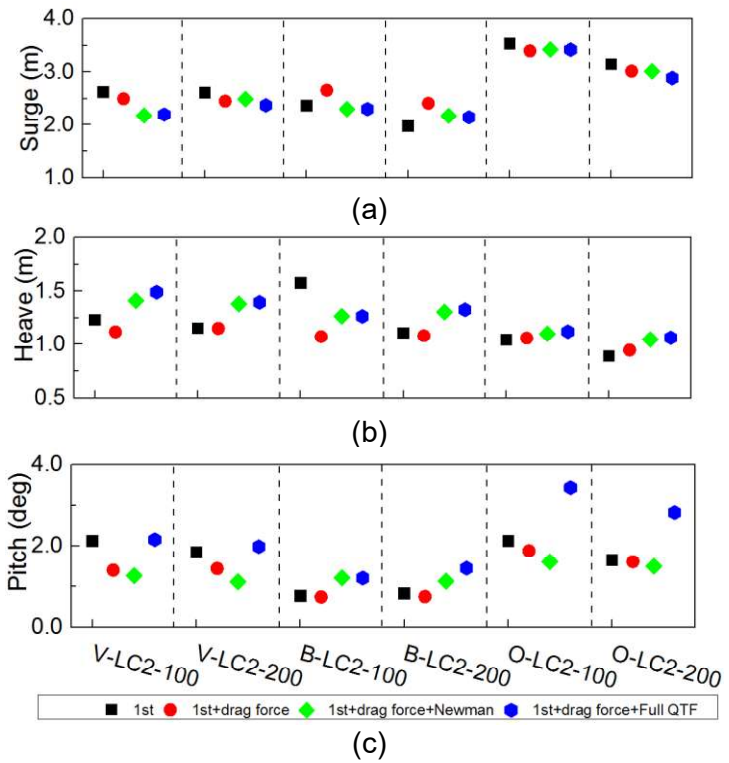 4.0
3.0
2.0
1.0
Surge (m)
(a)
2.0
1.5
1.0
0.5
Heave (m)
(b)
4.0
2.0
0.0
Pitch (deg)
V-LC2-100
V-LC2-200
B-LC2-100
B-LC2-200
O-LC2-100
O-LC2-200
1st 1st+drag force 1st+drag force+Newman 1st+drag force+Full QTF
(c)